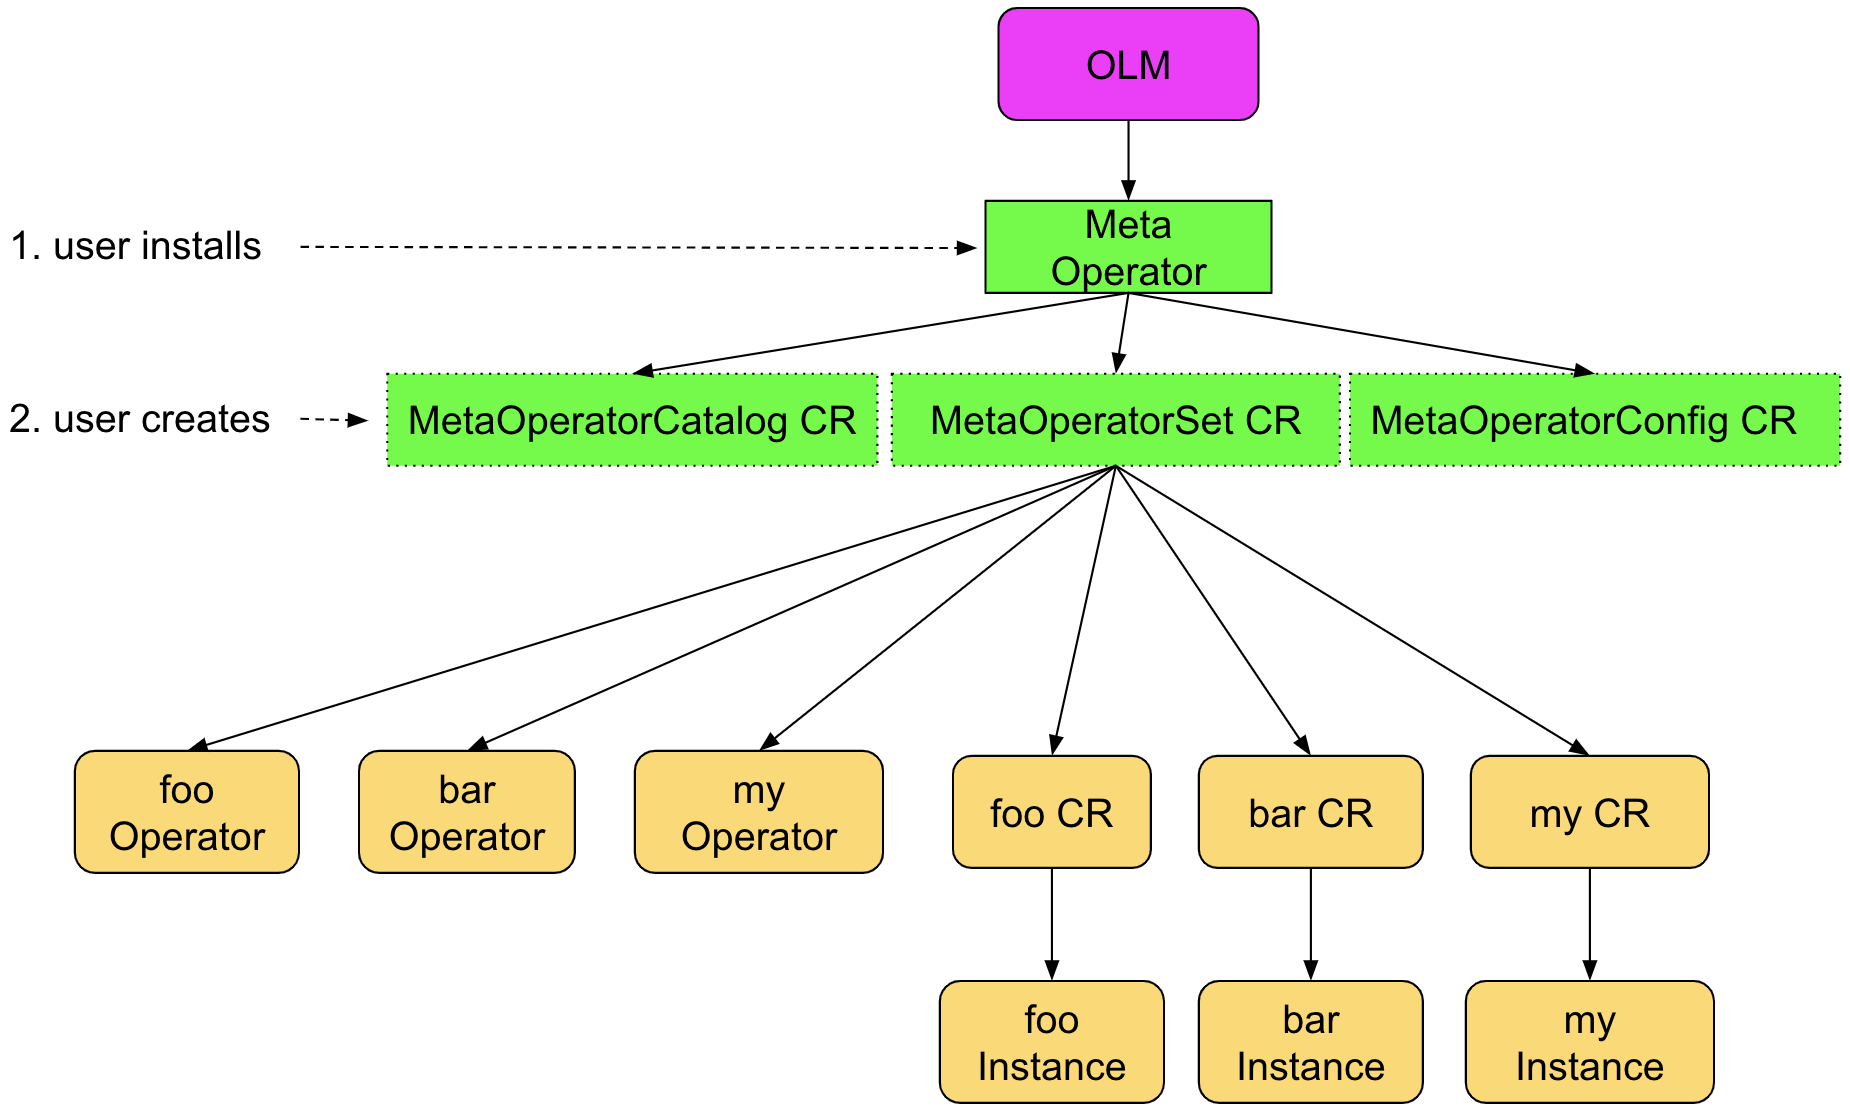 OLM
1. user installs
Meta
Operator
2. user creates
MetaOperatorCatalog CR
MetaOperatorSet CR
MetaOperatorConfig CR
foo
Operator
bar
Operator
my
Operator
foo CR
bar CR
my CR
foo
Instance
bar
Instance
my
Instance